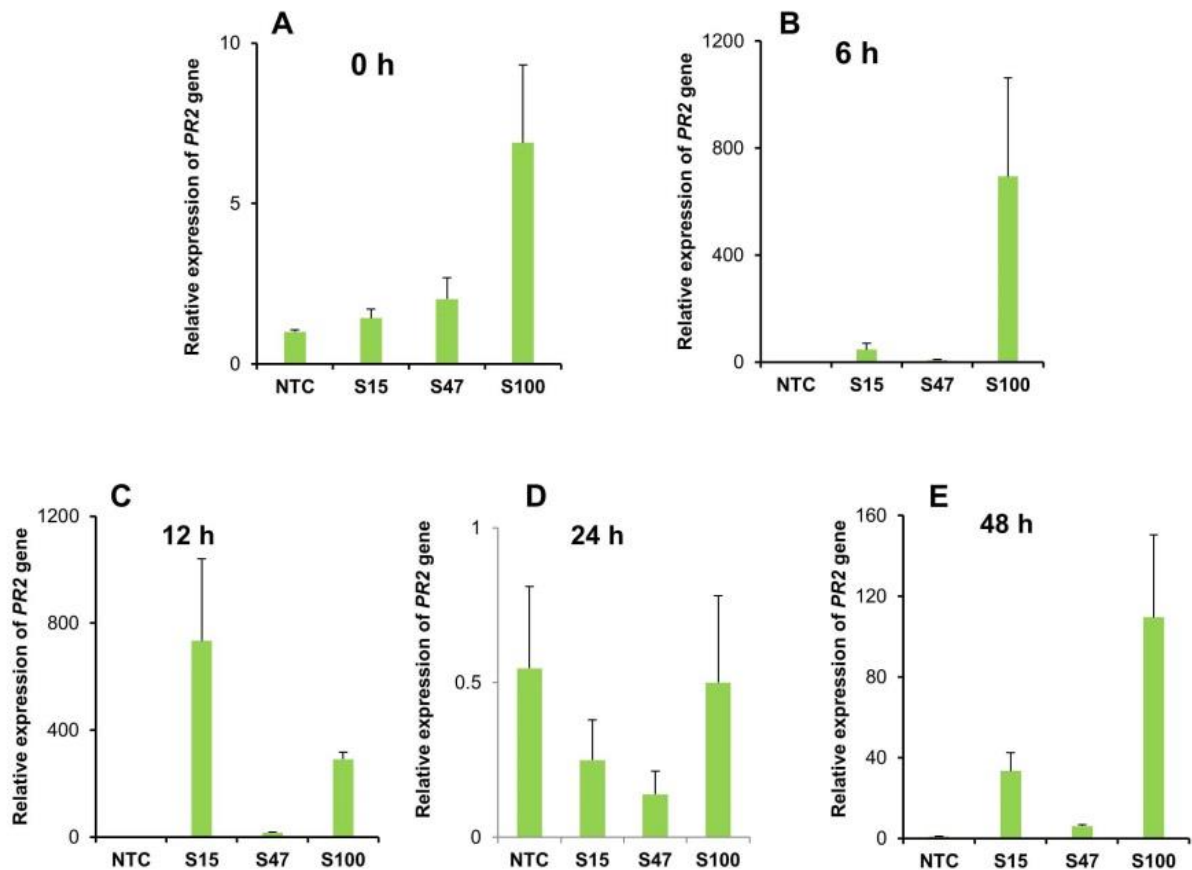 A
0 h
Relative expression of PR2 gene
10
5
0
NTC S15 S47 S100
B
6 h
Relative expression of PR2 gene
1200
800
400
0
NTC S15 S47 S100
C
12 h
Relative expression of PR2 gene
1200
800
400
0
NTC S15 S47 S100
D
24 h
Relative expression of PR2 gene
1
0.5
0
NTC S15 S47 S100
E
48 h
Relative expression of PR2 gene
160
120
80
40
0
NTC S15 S47 S100